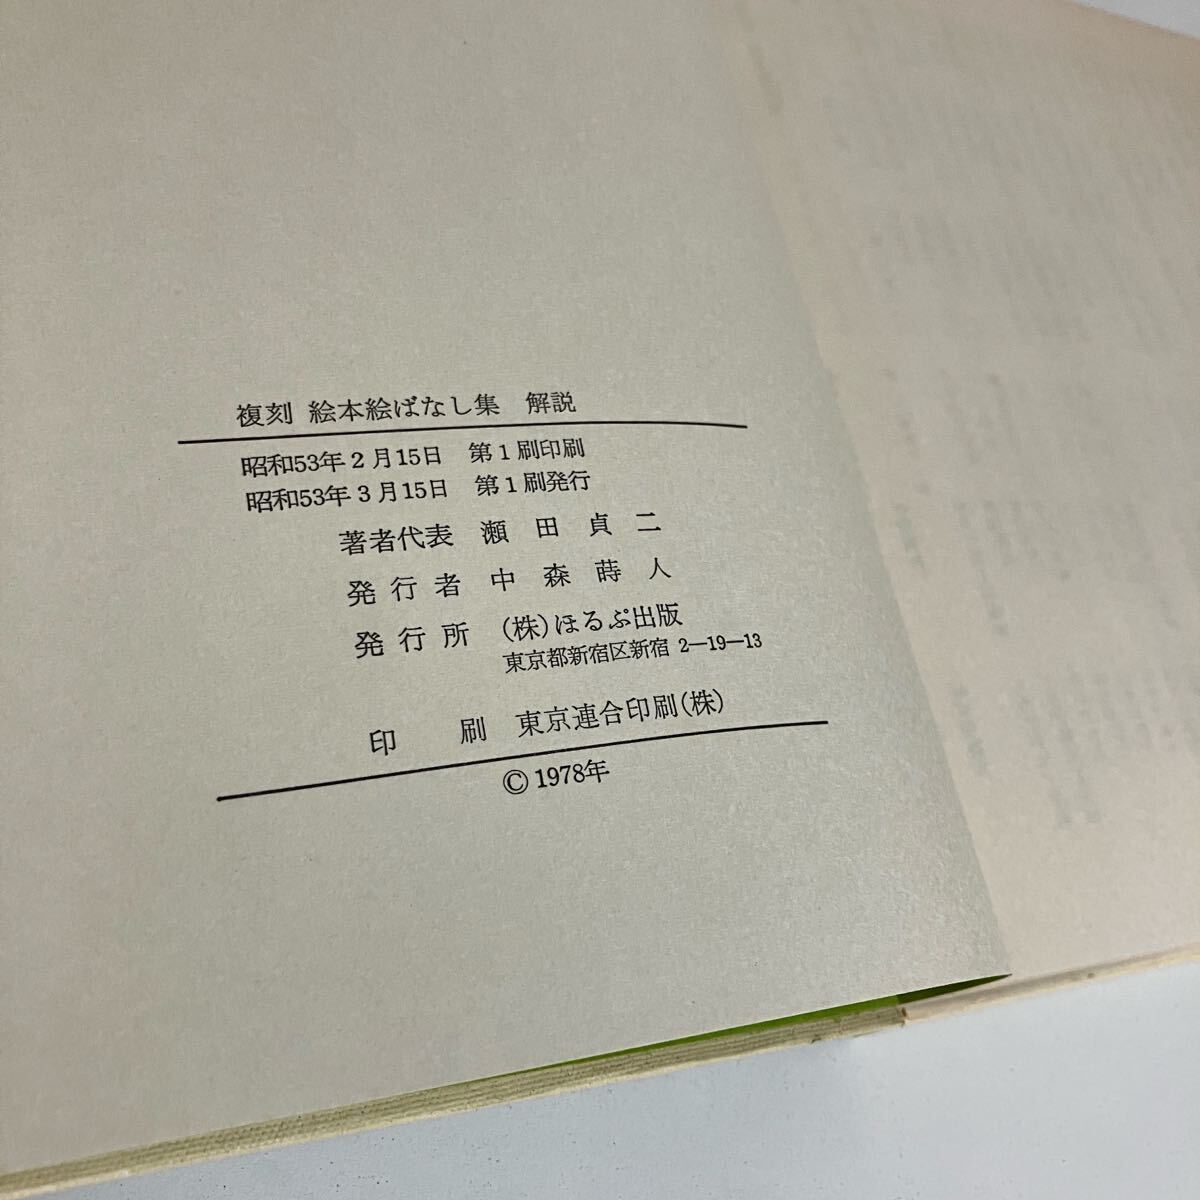 複刻 絵本絵ばなし集 解説
昭和53年2月15日 第1刷印刷
昭和53年3月15日 第1刷発行
著者代表 瀬田貞二
発行者 中森蒔人
発行所 (株)ほるぷ出版
東京都新宿区新宿 2—19—13
印刷 東京連合印刷(株)
© 1978年